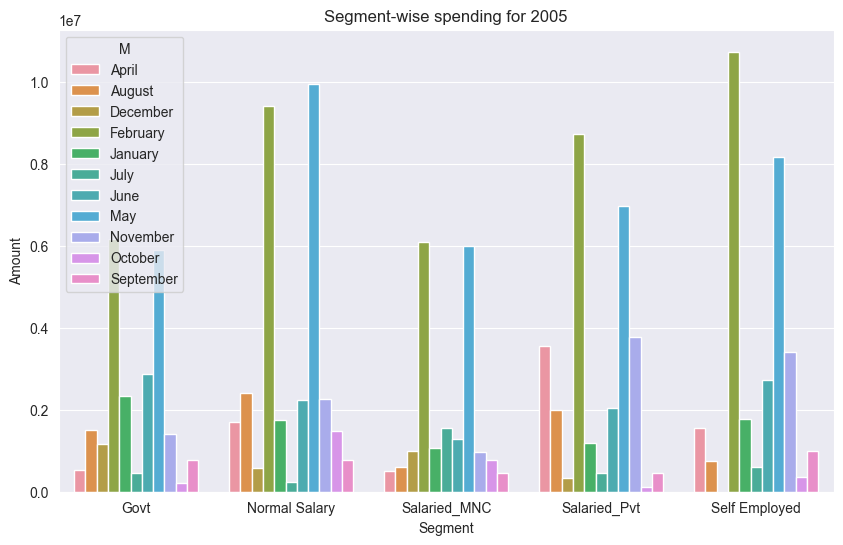 Segment-wise spending for 2005
1e7
M
April
August
December
February
January
July
June
May
November
October
September
1.0
0.8
0.6
0.4
0.2
0.0
Amount
Govt
Normal Salary
Salaried_MNC
Salaried_Pvt
Self Employed
Segment